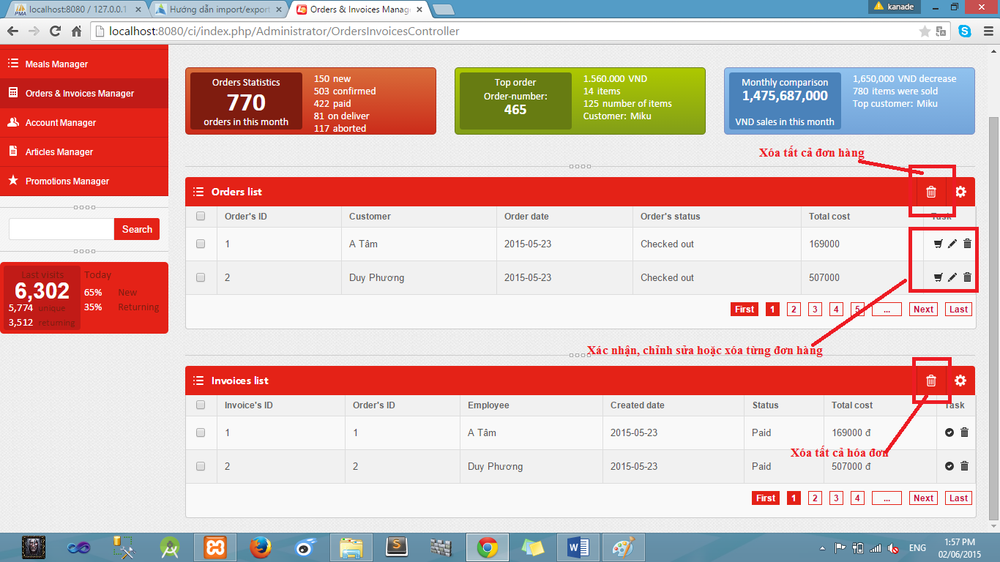 localhost:8080 / 127.0.0.1
Hướng dẫn import/export
Orders & Invoices Manag
kanade
localhost:8080/ci/index.php/Administrator/OrdersInvoicesController
Meals Manager
Orders & Invoices Manager
Account Manager
Articles Manager
Promotions Manager
Search
Last visits
6,302
5,774 unique
3,512 returning
Today
65% New
35% Returning
Orders Statistics
770
orders in this month
150 new
503 confirmed
422 paid
81 on deliver
117 aborted
Top order
Order-number:
465
1.560.000 VND
14 items
125 number of items
Customer: Miku
Monthly comparison
1,475,687,000
VND sales in this month
1,650,000 VND decrease
780 items were sold
Top customer: Miku
Xóa tất cả đơn hàng
Orders list
Order's ID Customer Order date Order's status Total cost Task
1 A Tâm 2015-05-23 Checked out 169000
2 Duy Phương 2015-05-23 Checked out 507000
First 1 2 3 4 5 ... Next Last
Xác nhận, chỉnh sửa hoặc xóa từng đơn hàng
Invoices list
Invoice's ID Order's ID Employee Created date Status Total cost Task
1 1 A Tâm 2015-05-23 Paid 169000 đ
Xóa tất cả hóa đơn
2 2 Duy Phương 2015-05-23 Paid 507000 đ
First 1 2 3 4 ... Next Last
ENG
1:57 PM
02/06/2015